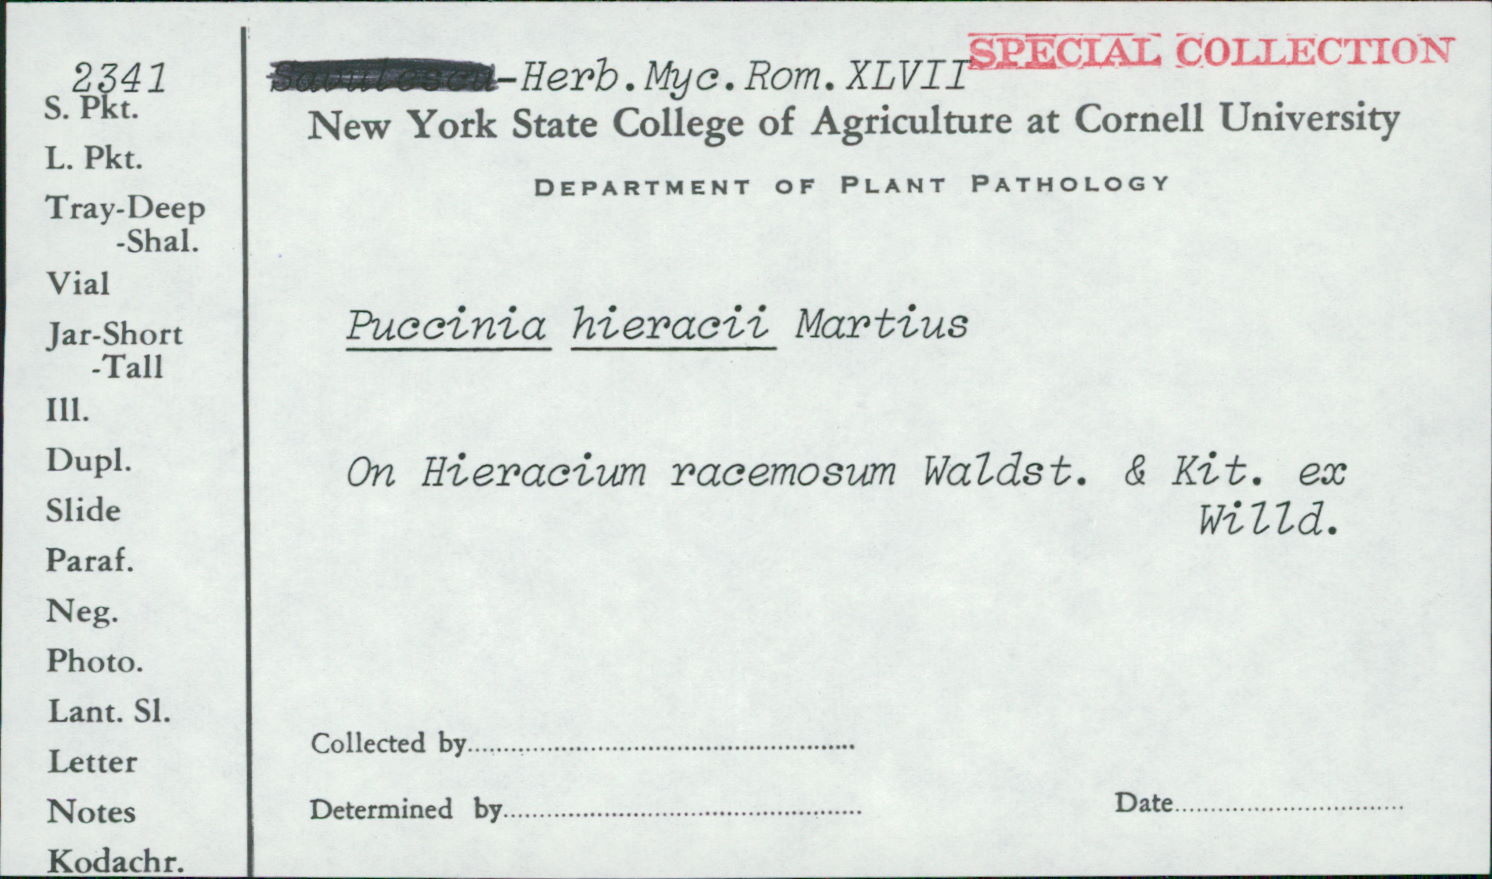 SPECIAL COLLECTION
2341
-Herb.Myc.Rom.XLVII
New York State College of Agriculture at Cornell University
DEPARTMENT OF PLANT PATHOLOGY
S. Pkt.
L. Pkt.
Tray-Deep
-Shal.
Vial
Jar-Short
-Tall
Ill.
Dupl.
Slide
Paraf.
Neg.
Photo.
Lant. Sl.
Letter
Notes
Kodachr.
Puccinia hieracii Martius
On Hieracium racemosum Waldst. & Kit. ex
Willd.
Collected by
Determined by
Date